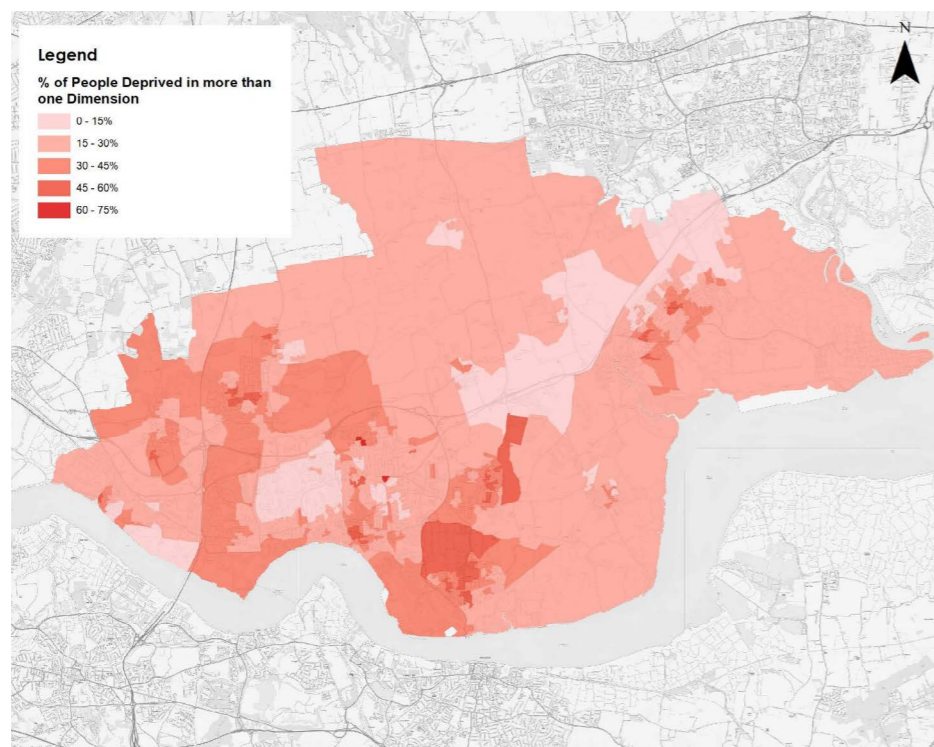 Legend
% of People Deprived in more than
one Dimension
0 - 15%
15 - 30%
30 - 45%
45 - 60%
60 - 75%
N